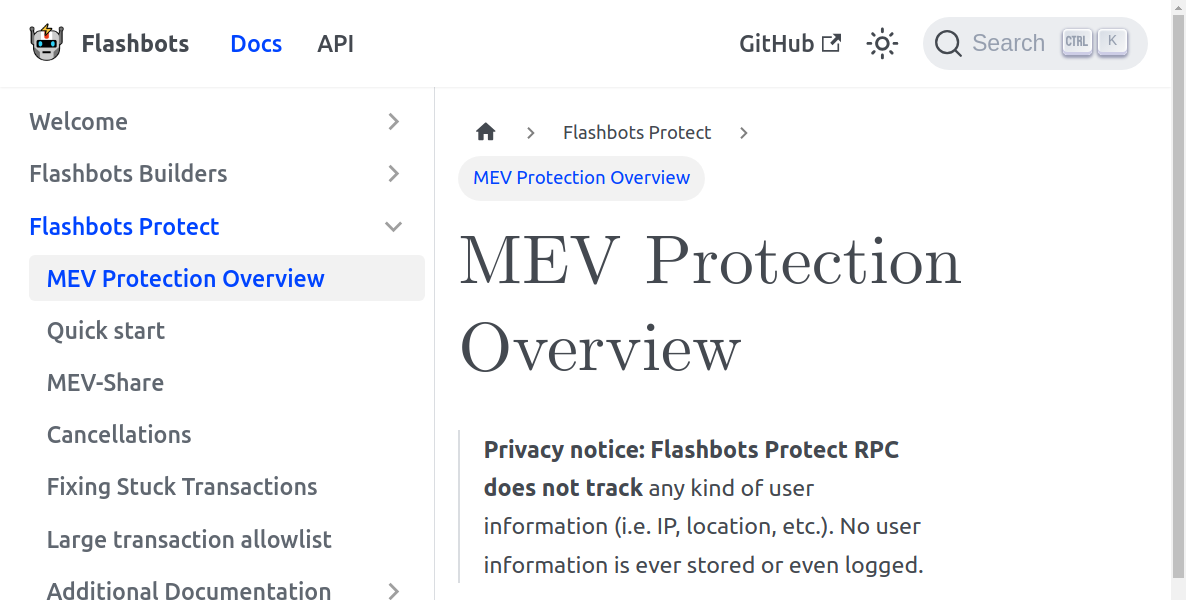 Flashbots
Docs
API
GitHub
Search
CTRL
K
Welcome
Flashbots Builders
Flashbots Protect
MEV Protection Overview
Quick start
MEV-Share
Cancellations
Fixing Stuck Transactions
Large transaction allowlist
Additional Documentation
Flashbots Protect
MEV Protection Overview
MEV Protection
Overview
Privacy notice: Flashbots Protect RPC
does not track any kind of user
information (i.e. IP, location, etc.). No user
information is ever stored or even logged.